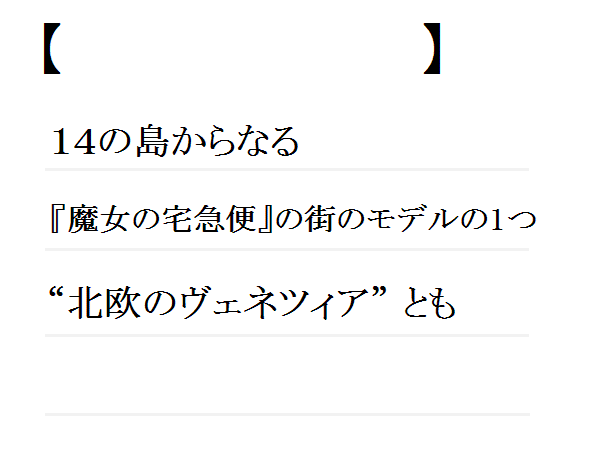 【　　　　　　　　】
14の島からなる
『魔女の宅急便』の街のモデルの1つ
“北欧のヴェネツィア” とも